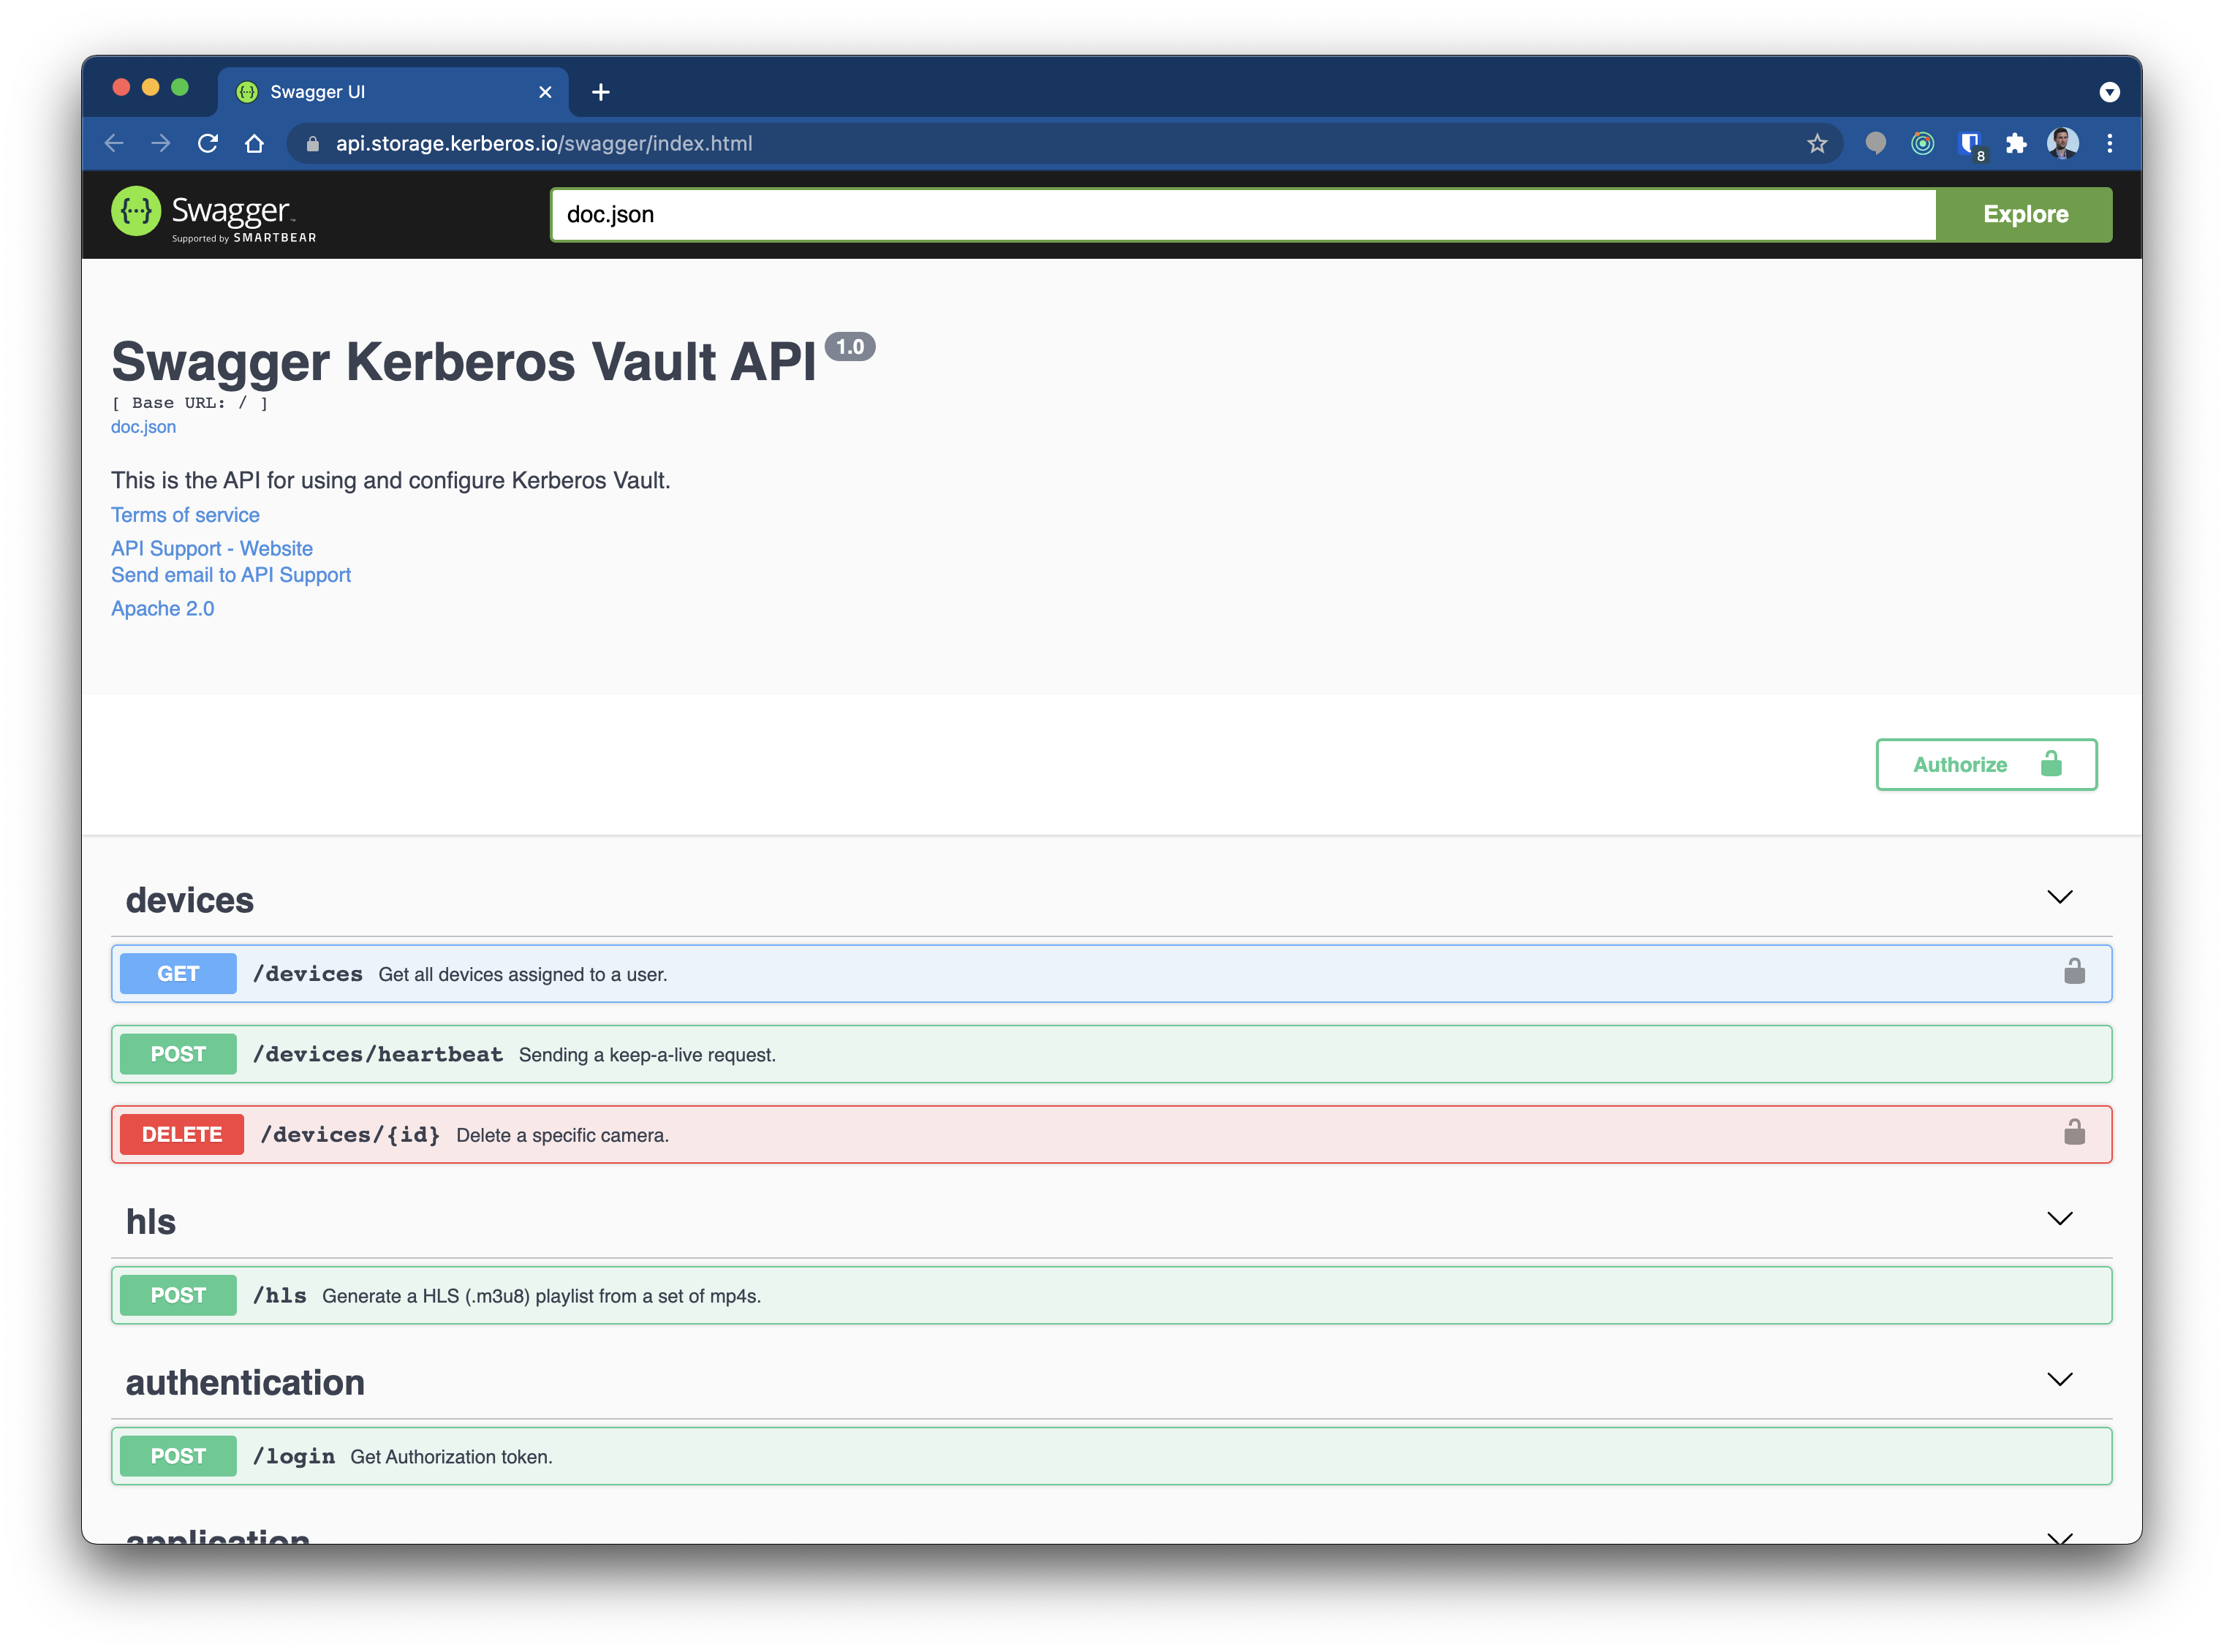 Swagger UI
api.storage.kerberos.io/swagger/index.html
8
{···} Swagger™
Supported by SMARTBEAR
doc.json
Explore
Swagger Kerberos Vault API 1.0
[ Base URL: / ]
doc.json
This is the API for using and configure Kerberos Vault.
Terms of service
API Support - Website
Send email to API Support
Apache 2.0
Authorize
devices
GET /devices Get all devices assigned to a user.
POST /devices/heartbeat Sending a keep-a-live request.
DELETE /devices/{id} Delete a specific camera.
hls
POST /hls Generate a HLS (.m3u8) playlist from a set of mp4s.
authentication
POST /login Get Authorization token.
application